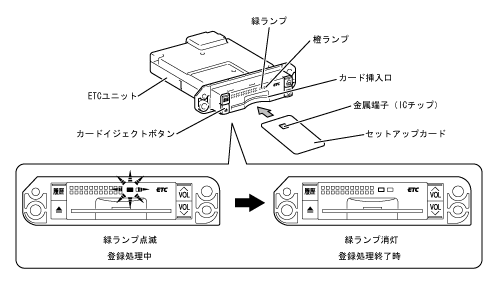 緑ランプ
橙ランプ
カード挿入口
ETCユニット
金属端子（ICチップ）
カードイジェクトボタン
セットアップカード
履歴
ETC
VOL
VOL
履歴
ETC
VOL
VOL
緑ランプ点滅
登録処理中
緑ランプ消灯
登録処理終了時